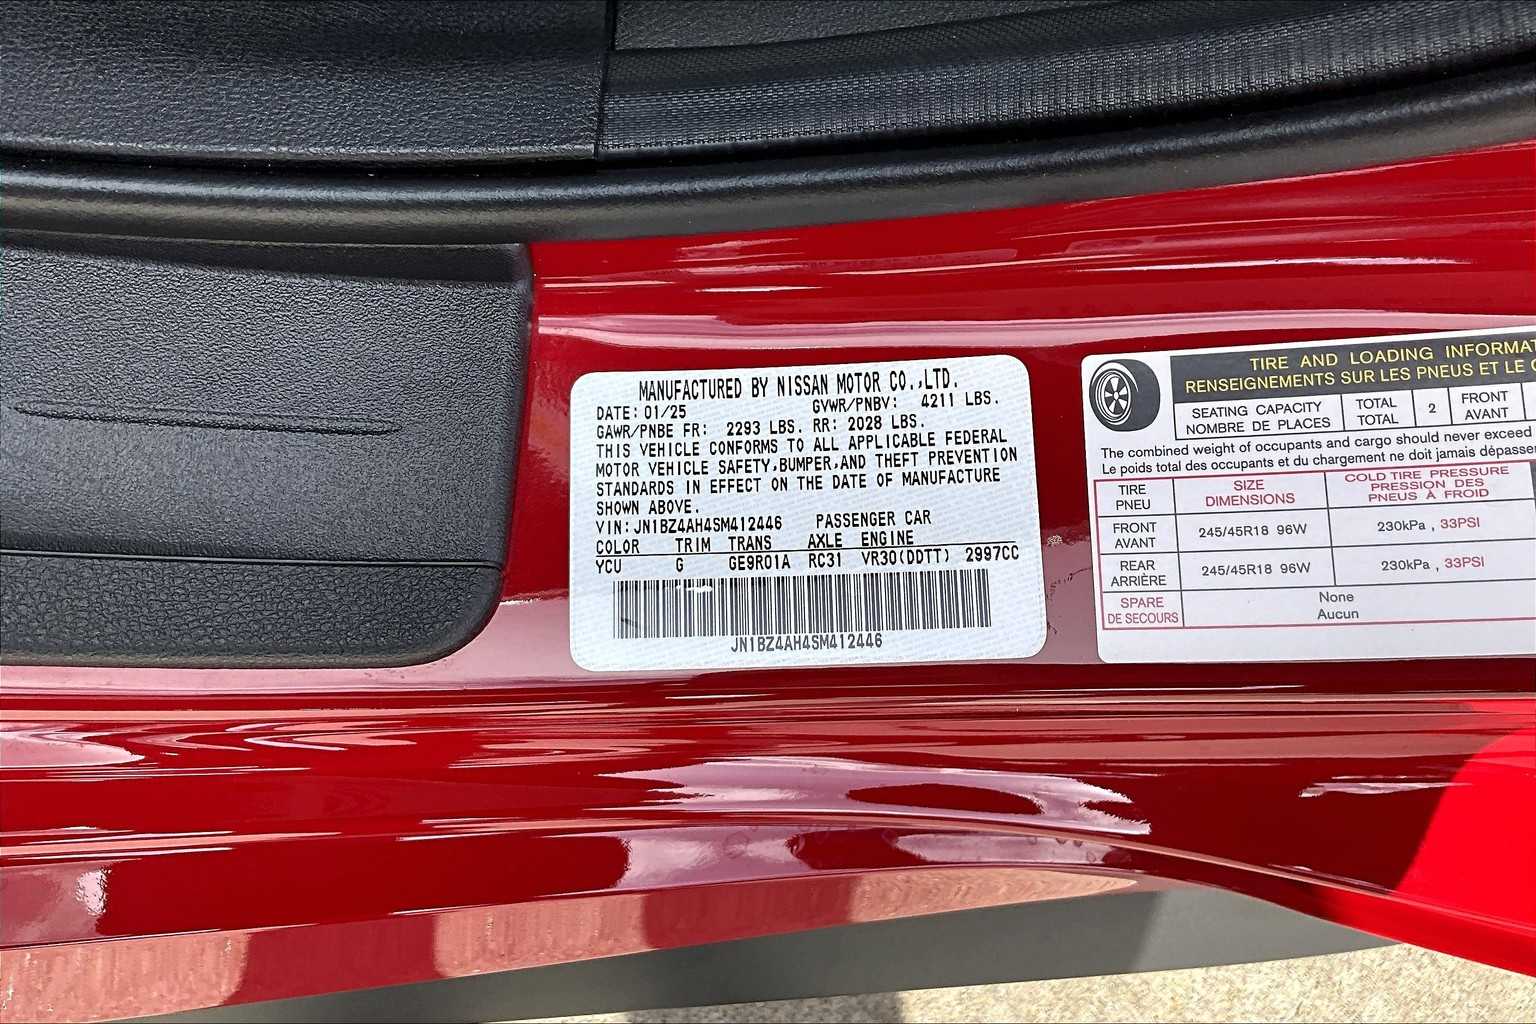 MANUFACTURED BY NISSAN MOTOR CO.,LTD.
DATE: 01/25 GVWR/PNBV: 4211 LBS.
GAWR/PNBE FR: 2293 LBS. RR: 2028 LBS.
THIS VEHICLE CONFORMS TO ALL APPLICABLE FEDERAL
MOTOR VEHICLE SAFETY,BUMPER,AND THEFT PREVENTION
STANDARDS IN EFFECT ON THE DATE OF MANUFACTURE
SHOWN ABOVE.
VIN: JN1BZ4AH4SM412446 PASSENGER CAR
COLOR TRIM TRANS AXLE ENGINE
YCU G GE9R01A RC31 VR30(DDTT) 2997CC
JN1BZ4AH4SM412446
TIRE AND LOADING
RENSEIGNEMENTS SUR LES PNEUS ET LE
SEATING CAPACITY
NOMBRE DE PLACES
TOTAL
TOTAL
2
FRONT
AVANT
The combined weight of occupants and cargo should never exceed
Le poids total des occupants et du chargement ne doit jamais
TIRE
PNEU
SIZE
DIMENSIONS
COLD TIRE PRESSURE
PRESSION DES
PNEUS À FROID
FRONT
AVANT
245/45R18 96W
230kPa , 33PSI
REAR
ARRIÈRE
245/45R18 96W
230kPa , 33PSI
SPARE
DE SECOURS
None
Aucun